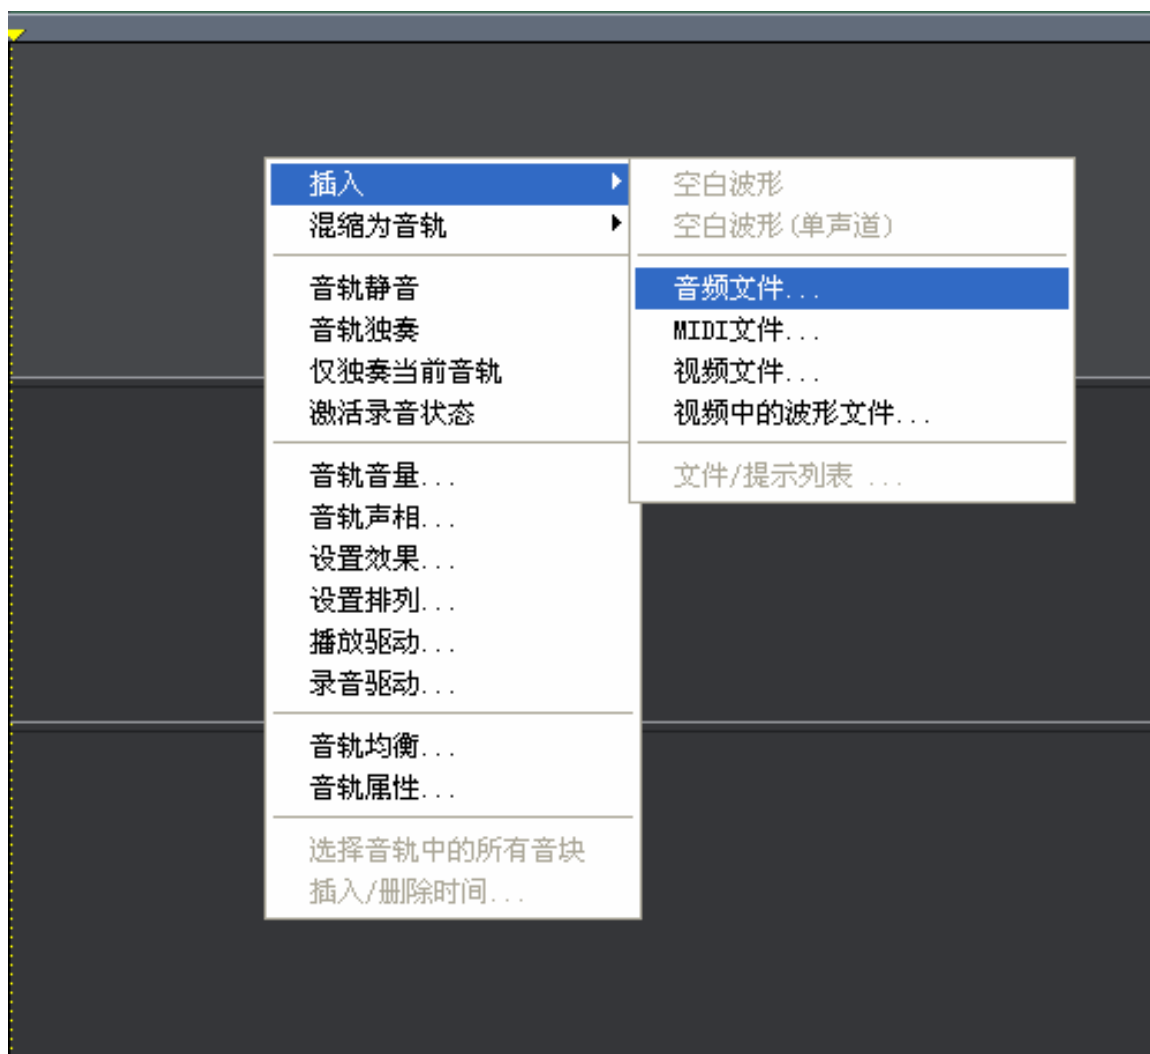 插入
混缩为音轨
音轨静音
音轨独奏
仅独奏当前音轨
激活录音状态
音轨音量...
音轨声相...
设置效果...
设置排列...
播放驱动...
录音驱动...
音轨均衡...
音轨属性...
选择音轨中的所有音块
插入/删除时间...
空白波形
空白波形(单声道)
音频文件...
MIDI文件...
视频文件...
视频中的波形文件...
文件/提示列表 ...